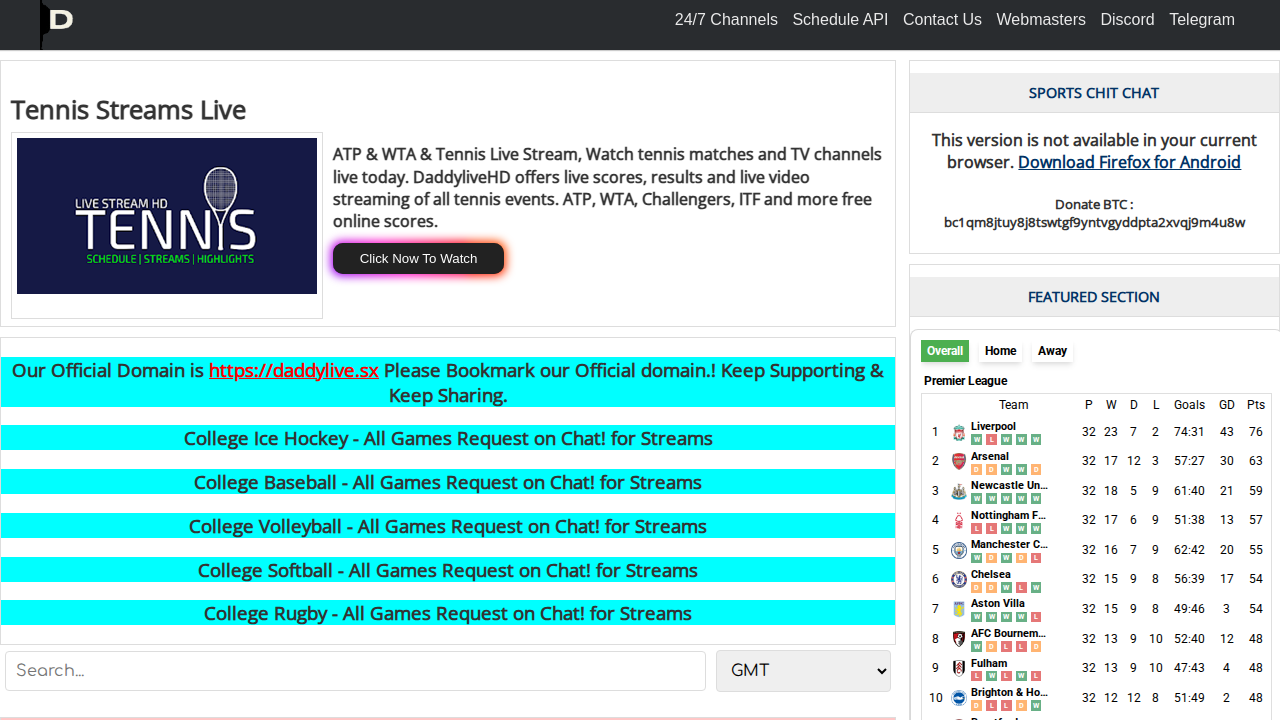 D
24/7 Channels Schedule API Contact Us Webmasters Discord Telegram
Tennis Streams Live
LIVE STREAM HD
TENNIS
SCHEDULE | STREAMS | HIGHLIGHTS
ATP & WTA & Tennis Live Stream, Watch tennis matches and TV channels
live today. DaddyliveHD offers live scores, results and live video
streaming of all tennis events. ATP, WTA, Challengers, ITF and more free
online scores.
Click Now To Watch
Our Official Domain is https://daddylive.sx Please Bookmark our Official domain.! Keep Supporting &
Keep Sharing.
College Ice Hockey - All Games Request on Chat! for Streams
College Baseball - All Games Request on Chat! for Streams
College Volleyball - All Games Request on Chat! for Streams
College Softball - All Games Request on Chat! for Streams
College Rugby - All Games Request on Chat! for Streams
Search...
GMT
SPORTS CHIT CHAT
This version is not available in your current
browser. Download Firefox for Android
Donate BTC :
bc1qm8jtuy8j8tswtgf9yntvgyddpta2xvqj9m4u8w
FEATURED SECTION
Overall Home Away
Premier League
Team P W D L Goals GD Pts
1 Liverpool 32 23 7 2 74:31 43 76
W L W W W
2 Arsenal 32 17 12 3 57:27 30 63
D D W W D
3 Newcastle Un... 32 18 5 9 61:40 21 59
W W W W W
4 Nottingham F... 32 17 6 9 51:38 13 57
L L W W W
5 Manchester C... 32 16 7 9 62:42 20 55
W D W D L
6 Chelsea 32 15 9 8 56:39 17 54
D D W L W
7 Aston Villa 32 15 9 8 49:46 3 54
W W W W L
8 AFC Bournem... 32 13 9 10 52:40 12 48
W D L L D
9 Fulham 32 13 9 10 47:43 4 48
L W L W L
10 Brighton & Ho... 32 12 12 8 51:49 2 48
D L L D W